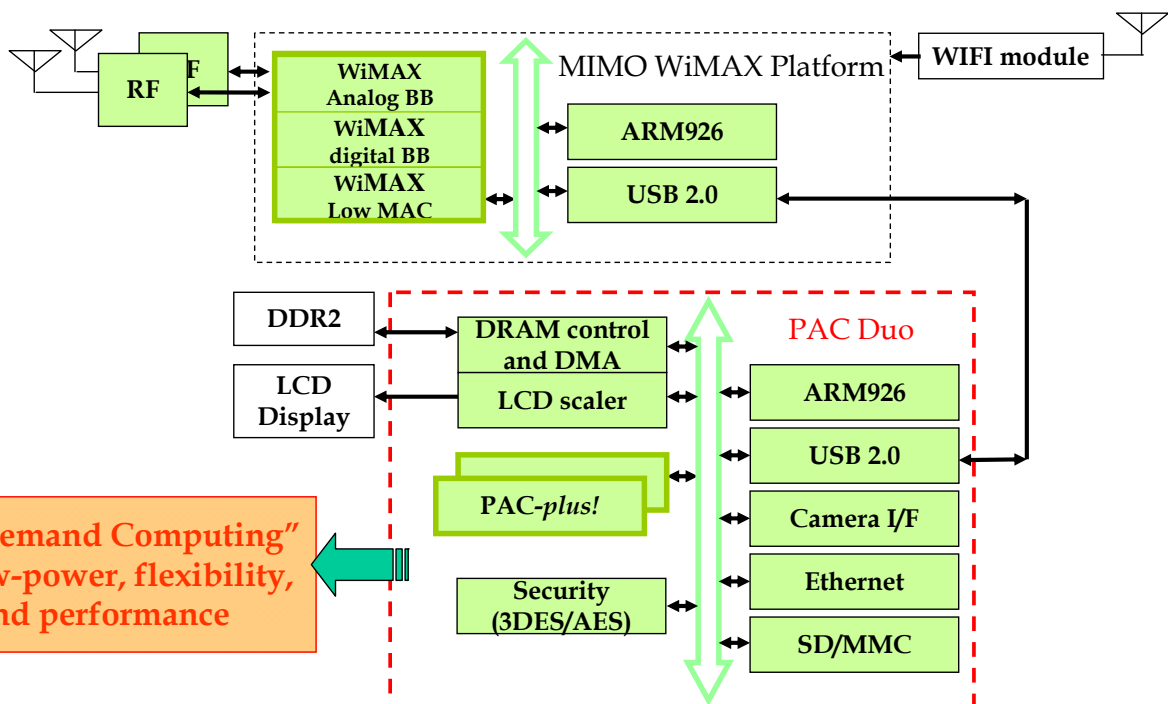 RF
F
WiMAX
Analog BB
WiMAX
digital BB
WiMAX
Low MAC
MIMO WiMAX Platform
ARM926
USB 2.0
WIFI module
DDR2
LCD
Display
DRAM control
and DMA
LCD scaler
PAC-plus!
Security
(3DES/AES)
PAC Duo
ARM926
USB 2.0
Camera I/F
Ethernet
SD/MMC
emand Computing”
w-power, flexibility,
nd performance